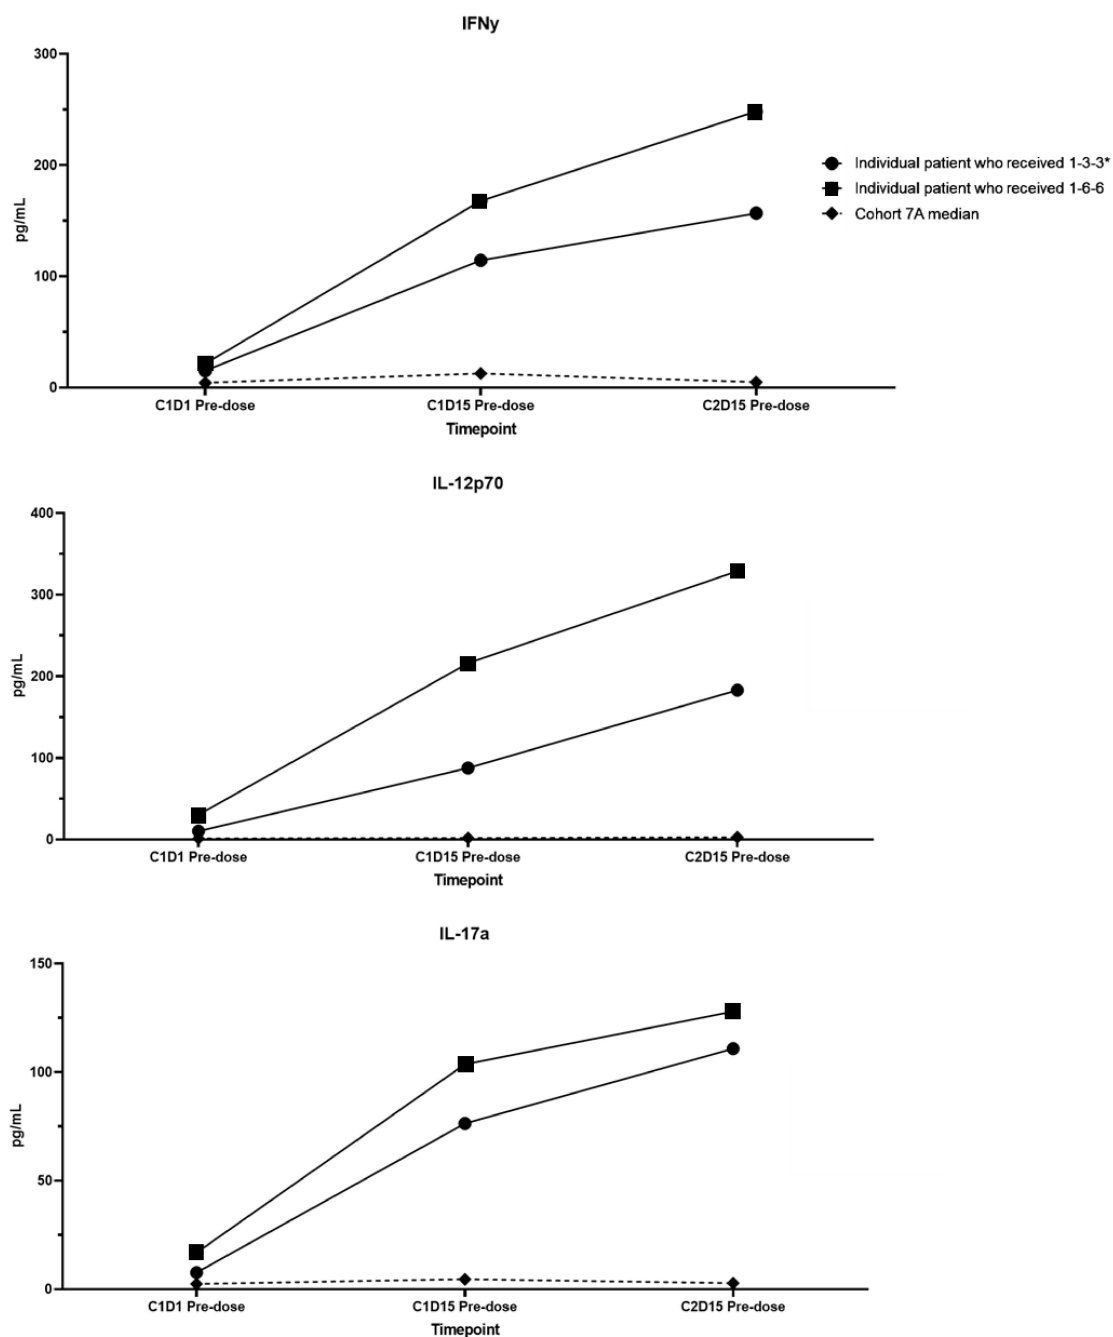 IFNy
300
200
100
0
pg/mL
C1D1 Pre-dose
C1D15 Pre-dose
C2D15 Pre-dose
Timepoint
Individual patient who received 1-3-3*
Individual patient who received 1-6-6
Cohort 7A median
IL-12p70
400
300
200
100
0
pg/mL
C1D1 Pre-dose
C1D15 Pre-dose
C2D15 Pre-dose
Timepoint
IL-17a
150
100
50
0
pg/mL
C1D1 Pre-dose
C1D15 Pre-dose
C2D15 Pre-dose
Timepoint